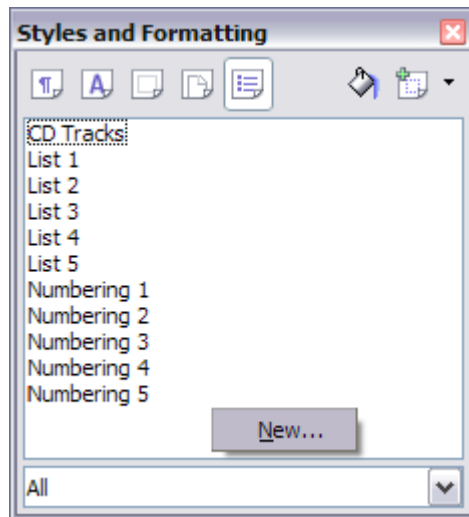 Styles and Formatting
CD Tracks
List 1
List 2
List 3
List 4
List 5
Numbering 1
Numbering 2
Numbering 3
Numbering 4
Numbering 5
New...
All